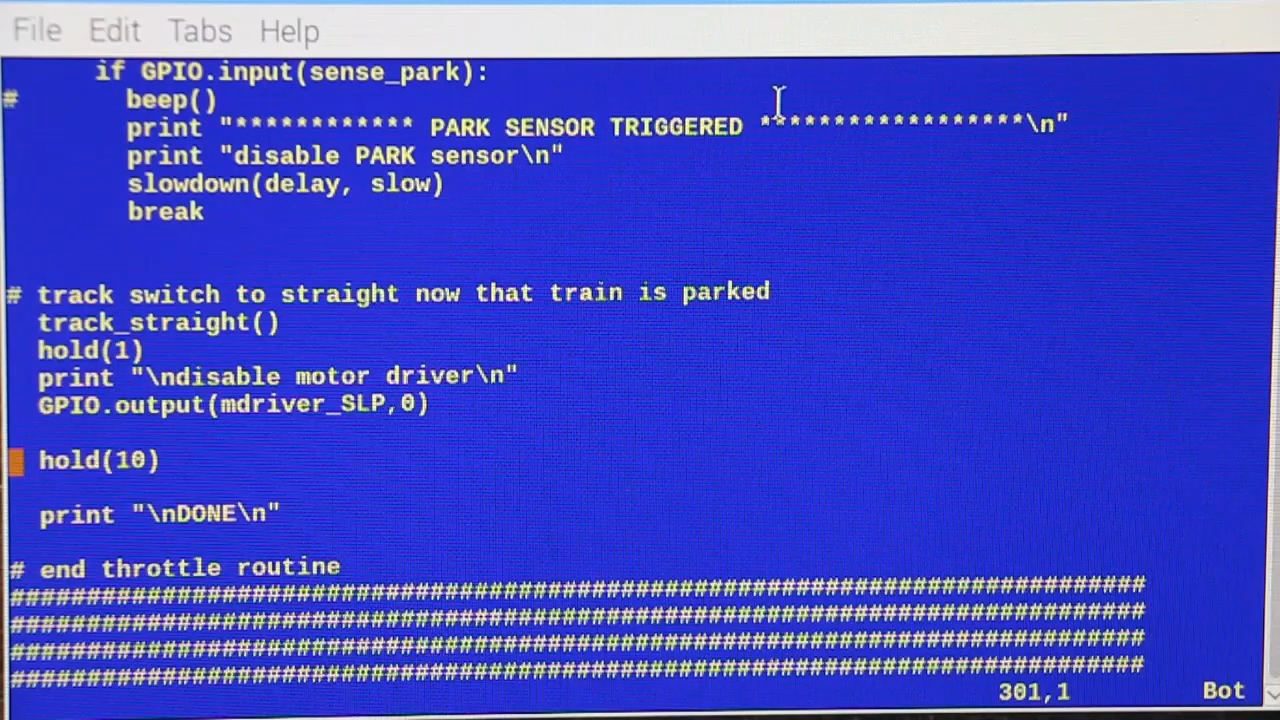 File Edit Tabs Help
if GPIO.input(sense_park):
# beep()
print "************ PARK SENSOR TRIGGERED ******************\n"
print "disable PARK sensor\n"
slowdown(delay, slow)
break
# track switch to straight now that train is parked
track_straight()
hold(1)
print "\ndisable motor driver\n"
GPIO.output(mdriver_SLP,0)
hold(10)
print "\nDONE\n"
# end throttle routine
###########################################################################
###########################################################################
###########################################################################
###########################################################################
301,1 Bot